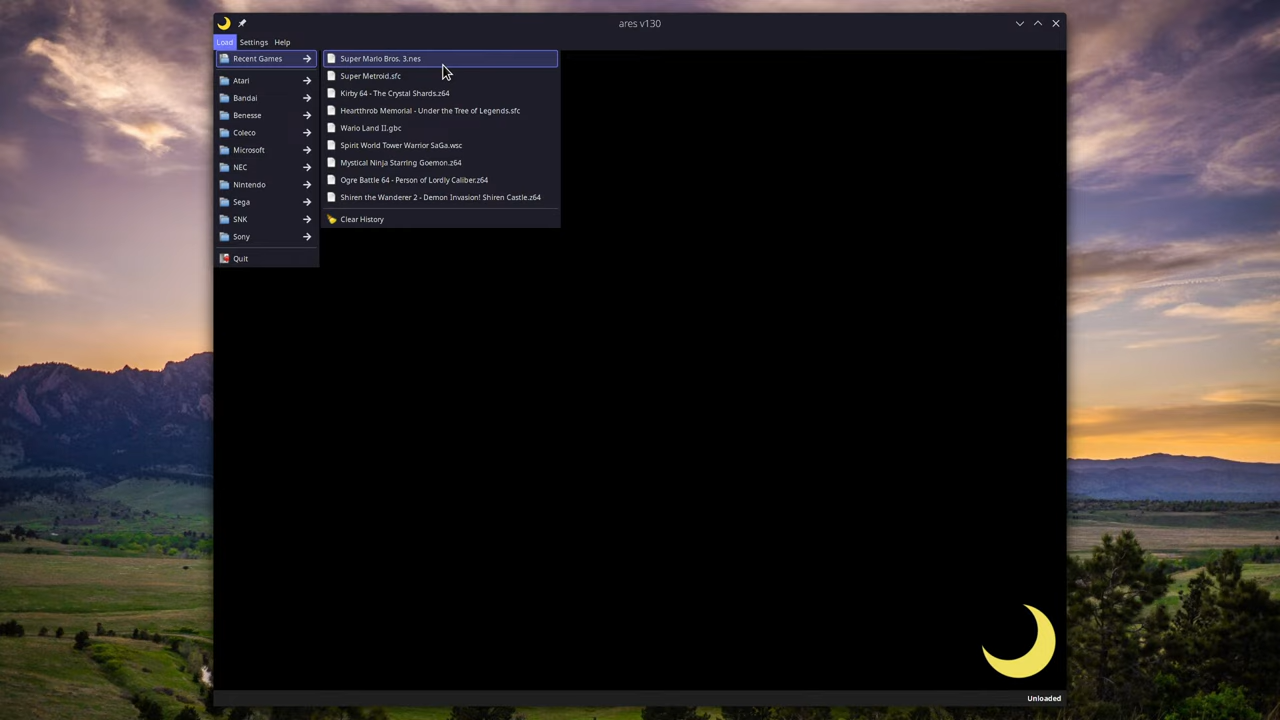 ares v130
Load Settings Help
Recent Games
Atari
Bandai
Benesse
Coleco
Microsoft
NEC
Nintendo
Sega
SNK
Sony
Quit
Super Mario Bros. 3.nes
Super Metroid.sfc
Kirby 64 - The Crystal Shards.z64
Heartthrob Memorial - Under the Tree of Legends.sfc
Wario Land II.gbc
Spirit World Tower Warrior SaGa.wsc
Mystical Ninja Starring Goemon.z64
Ogre Battle 64 - Person of Lordly Caliber.z64
Shiren the Wanderer 2 - Demon Invasion! Shiren Castle.z64
Clear History
Unloaded